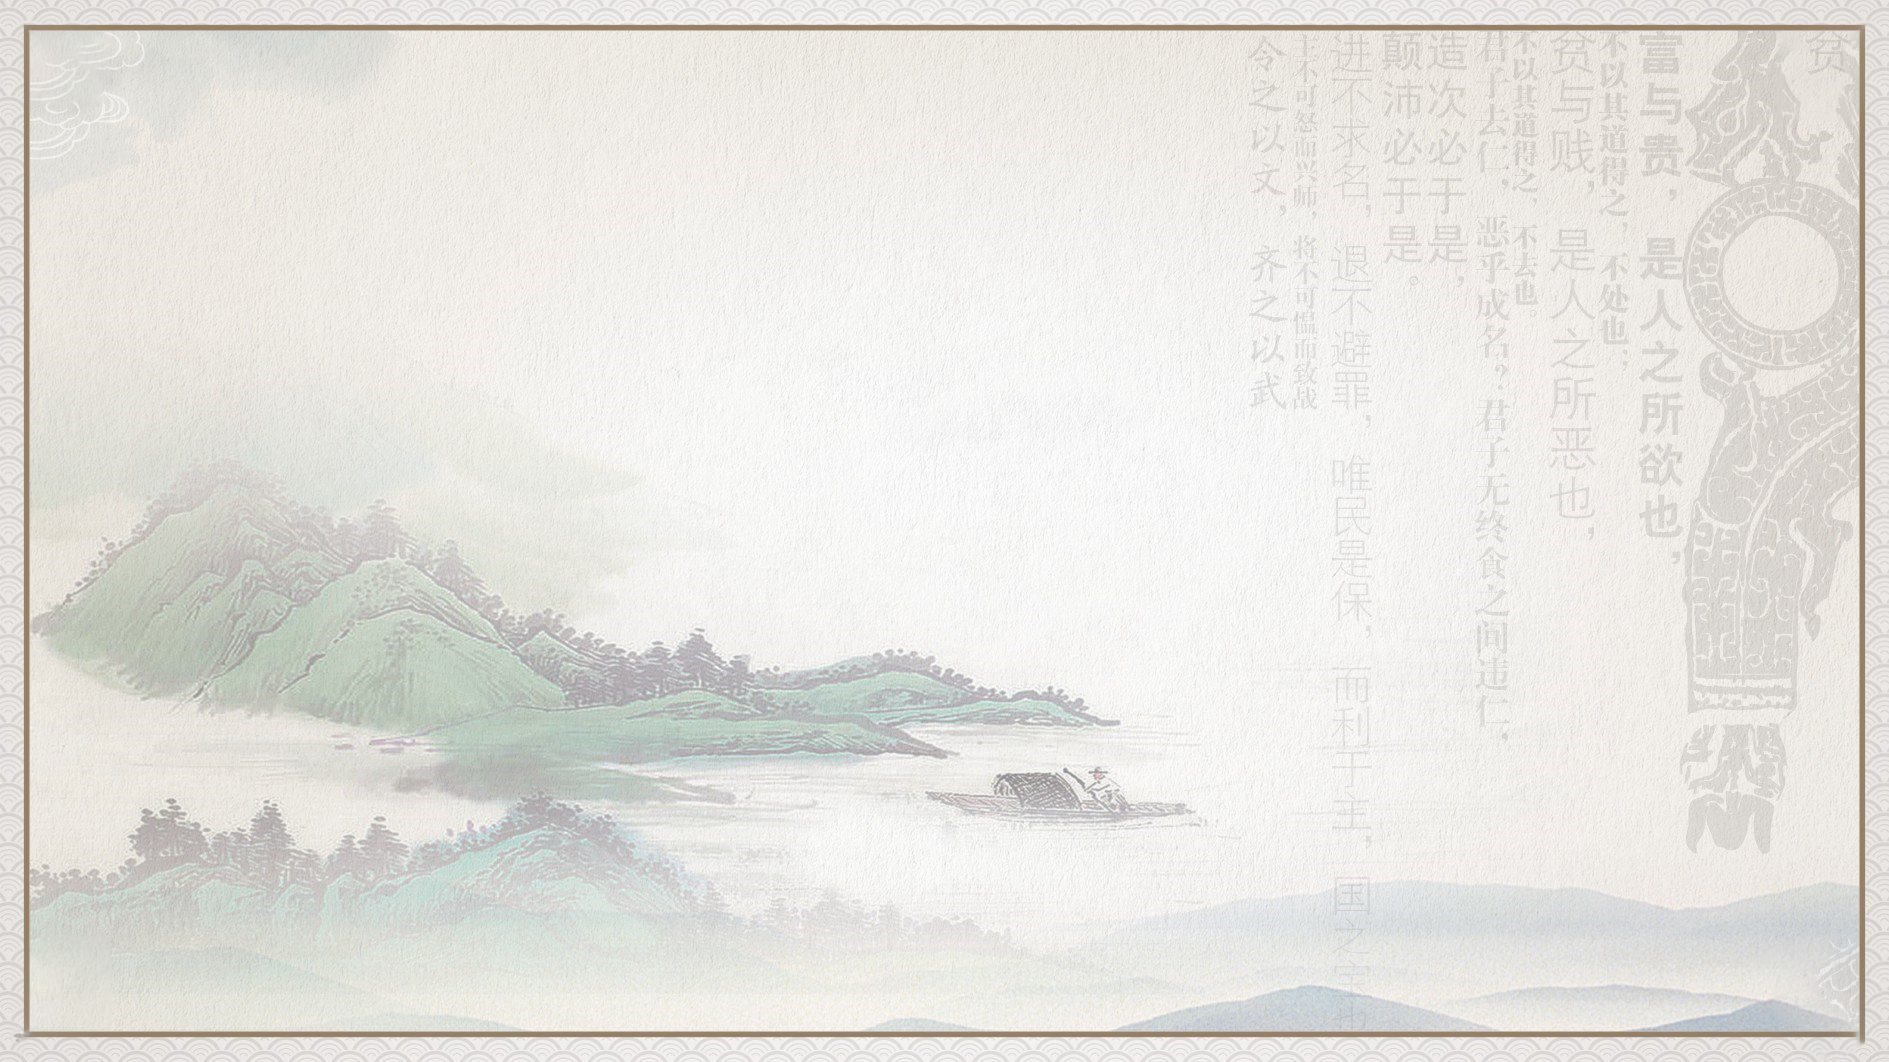 贫
富与贵，是人之所欲也，
不以其道得之，不处也；
贫与贱，是人之所恶也，
不以其道得之，不去也。
君子去仁，恶乎成名？君子无终食之间违仁，
造次必于是，
颠沛必于是。
进不求名，退不避罪，唯民是保，而利于主，国之宝也
主不可怒而兴师，将不可愠而致战
令之以文，齐之以武